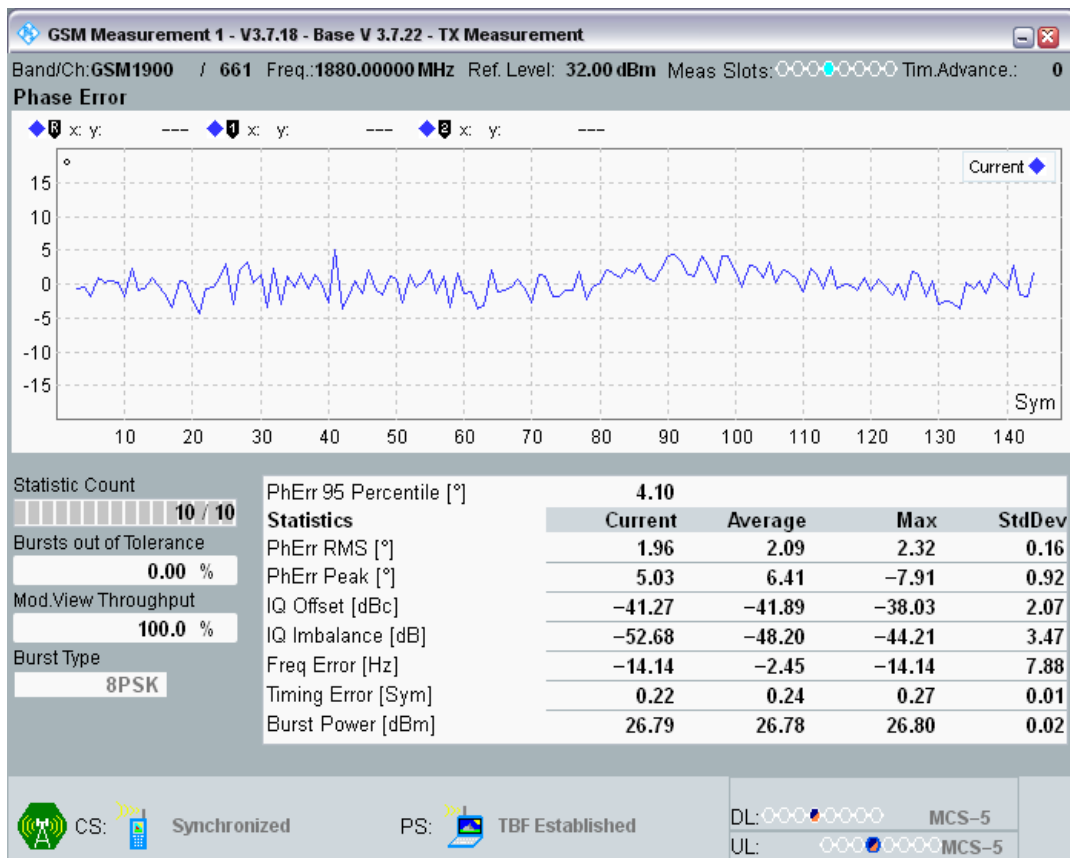 GSM Measurement 1 - V3.7.18 - Base V 3.7.22 - TX Measurement
Band/Ch:GSM1900 / 661 Freq.:1880.00000 MHz Ref. Level: 32.00 dBm Meas Slots: Tim.Advance.: 0
Phase Error
R x: y: --- 1 x: y: --- 2 x: y: ---
°
Current
15
10
5
0
-5
-10
-15
Sym
10 20 30 40 50 60 70 80 90 100 110 120 130 140
Statistic Count
10 / 10
Bursts out of Tolerance
0.00 %
Mod.View Throughput
100.0 %
Burst Type
8PSK
PhErr 95 Percentile [°] 4.10
Statistics Current Average Max StdDev
PhErr RMS [°] 1.96 2.09 2.32 0.16
PhErr Peak [°] 5.03 6.41 −7.91 0.92
IQ Offset [dBc] −41.27 −41.89 −38.03 2.07
IQ Imbalance [dB] −52.68 −48.20 −44.21 3.47
Freq Error [Hz] −14.14 −2.45 −14.14 7.88
Timing Error [Sym] 0.22 0.24 0.27 0.01
Burst Power [dBm] 26.79 26.78 26.80 0.02
CS: Synchronized PS: TBF Established
DL: MCS−5
UL: MCS−5